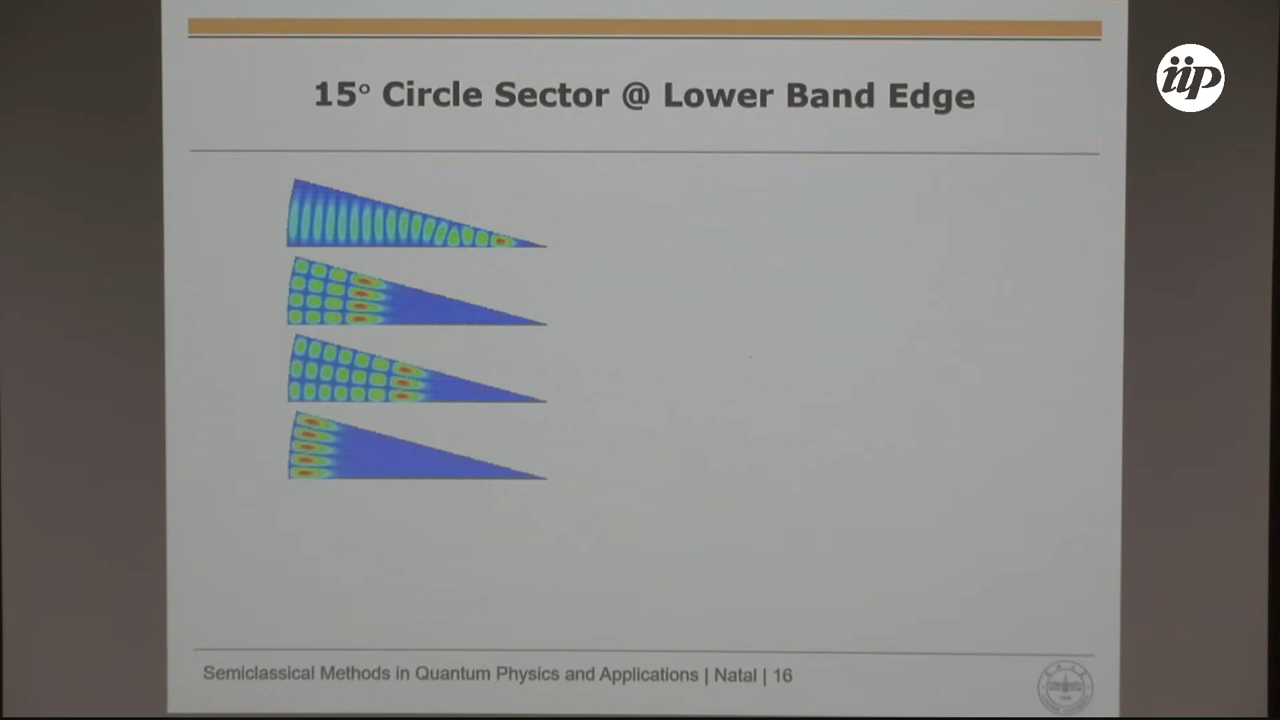 15° Circle Sector @ Lower Band Edge
iip
Semiclassical Methods in Quantum Physics and Applications | Natal | 16